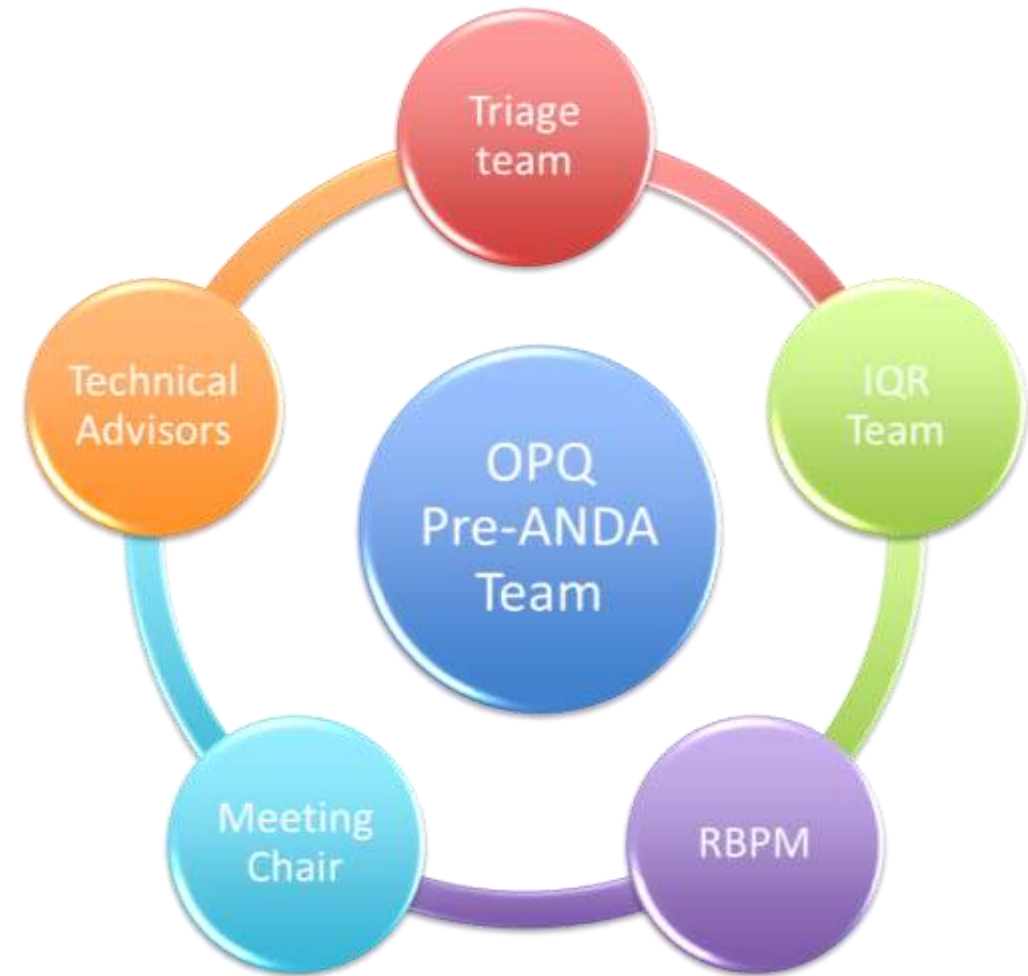 Triage
team
Technical
Advisors
IQR
Team
OPQ
Pre-ANDA
Team
Meeting
Chair
RBPM